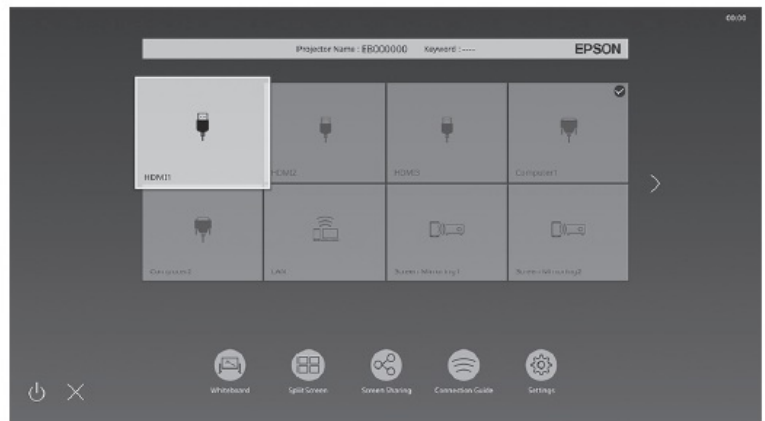 00:00
Projector Name : EB000000 Keyword : ---- EPSON
HDMI1 HDMI2 HDMI3 Computer1
Computer2 LAN Screen Mirroring1 Screen Mirroring2
Whiteboard Split Screen Screen Sharing Connection Guide Settings